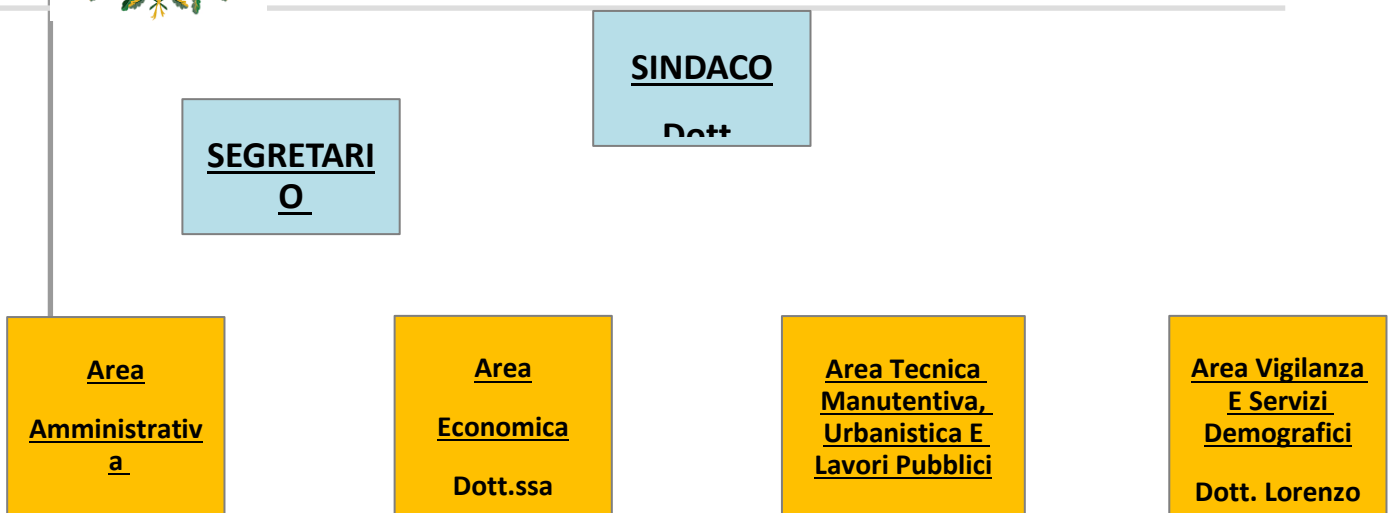 SINDACO
Dott.
SEGRETARI
O
Area
Amministrativ
a
Area
Economica
Dott.ssa
Area Tecnica
Manutentiva,
Urbanistica E
Lavori Pubblici
Area Vigilanza
E Servizi
Demografici
Dott. Lorenzo